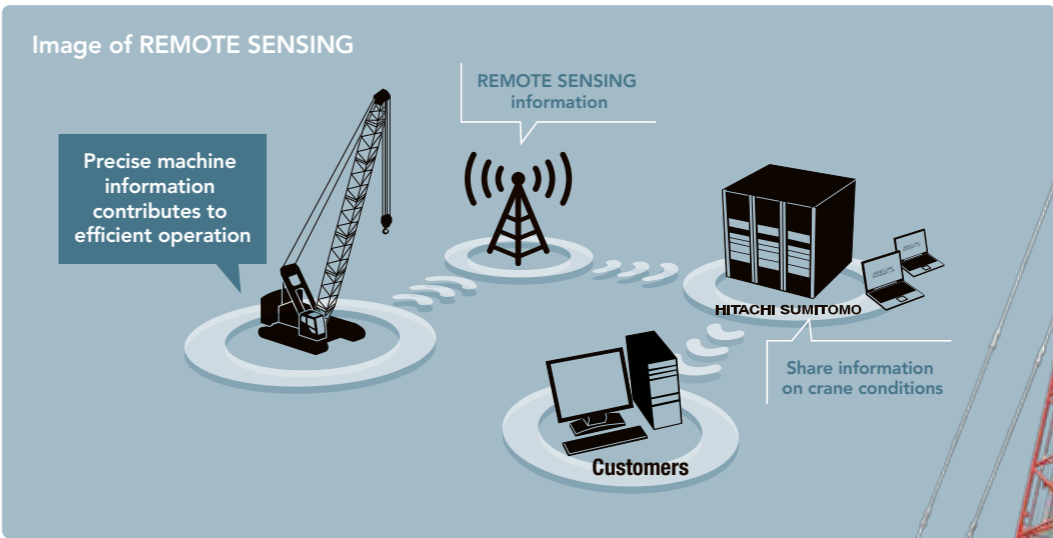 Image of REMOTE SENSING
REMOTE SENSING
information
Precise machine
information
contributes to
efficient operation
HITACHI SUMITOMO
Share information
on crane conditions
Customers